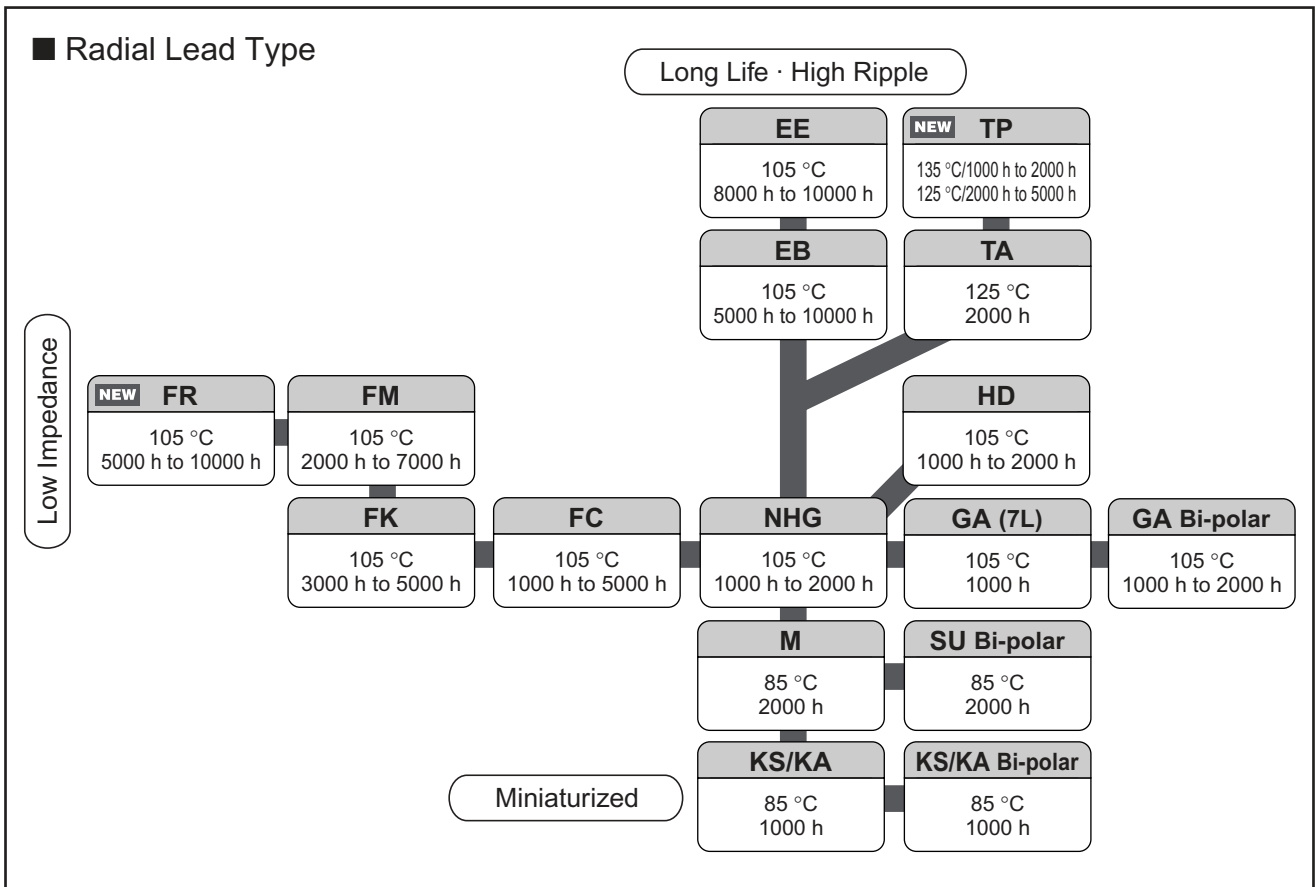 ■ Radial Lead Type
Long Life · High Ripple
EE
105 °C
8000 h to 10000 h
NEW TP
135 °C/1000 h to 2000 h
125 °C/2000 h to 5000 h
EB
105 °C
5000 h to 10000 h
TA
125 °C
2000 h
Low Impedance
NEW FR
105 °C
5000 h to 10000 h
FM
105 °C
2000 h to 7000 h
HD
105 °C
1000 h to 2000 h
FK
105 °C
3000 h to 5000 h
FC
105 °C
1000 h to 5000 h
NHG
105 °C
1000 h to 2000 h
GA (7L)
105 °C
1000 h
GA Bi-polar
105 °C
1000 h to 2000 h
M
85 °C
2000 h
SU Bi-polar
85 °C
2000 h
Miniaturized
KS/KA
85 °C
1000 h
KS/KA Bi-polar
85 °C
1000 h